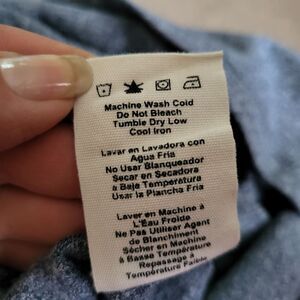 Machine Wash Cold
Do Not Bleach
Tumble Dry Low
Cool Iron
Lavar en Lavadora con
Agua Fria
No Usar Blanqueador
Secar en Secadora
a Baja Temperatura
Usar la Plancha Fria
Laver en Machine à
L'Eau Froide
Ne Pas Utiliser Agent
de Blanchiment
Sécher en Machine
à Basse Température
Repassage à
Température Faible